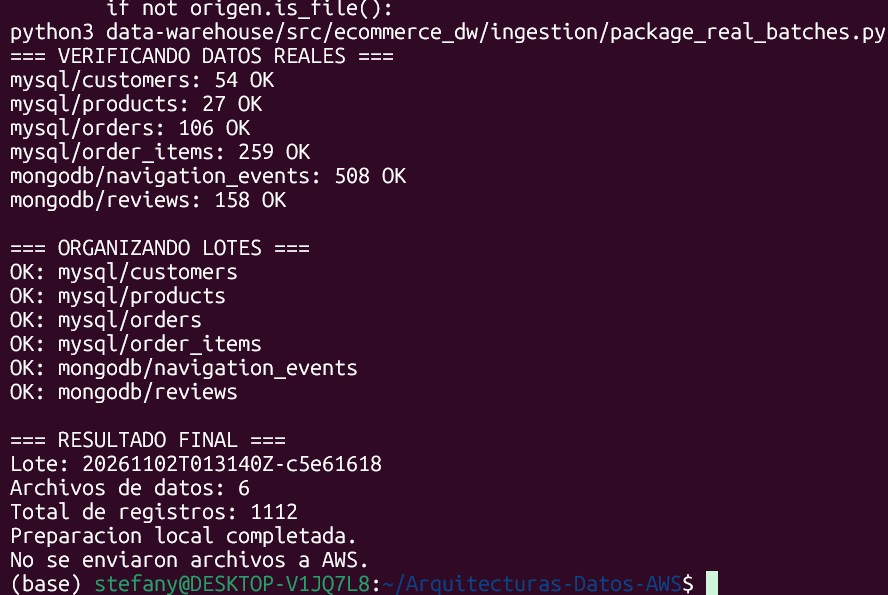 if not origen.is_file():
python3 data-warehouse/src/ecommerce_dw/ingestion/package_real_batches.py
=== VERIFICANDO DATOS REALES ===
mysql/customers: 54 OK
mysql/products: 27 OK
mysql/orders: 106 OK
mysql/order_items: 259 OK
mongodb/navigation_events: 508 OK
mongodb/reviews: 158 OK
=== ORGANIZANDO LOTES ===
OK: mysql/customers
OK: mysql/products
OK: mysql/orders
OK: mysql/order_items
OK: mongodb/navigation_events
OK: mongodb/reviews
=== RESULTADO FINAL ===
Lote: 20261102T013140Z-c5e61618
Archivos de datos: 6
Total de registros: 1112
Preparacion local completada.
No se enviaron archivos a AWS.
(base) stefany@DESKTOP-V1JQ7L8:~/Arquitecturas-Datos-AWS$